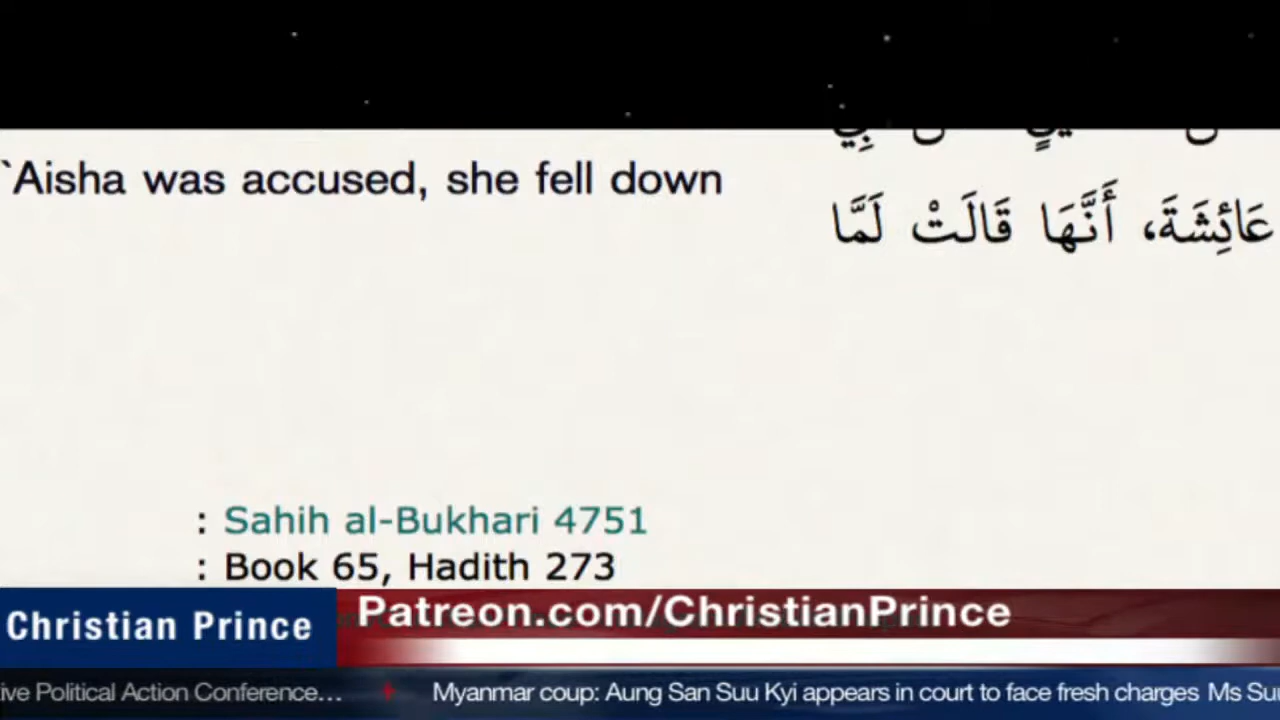 `Aisha was accused, she fell down
عَائِشَةَ، أَنَّهَا قَالَتْ لَمَّا
: Sahih al-Bukhari 4751
: Book 65, Hadith 273
Christian Prince
Patreon.com/ChristianPrince
ive Political Action Conference... Myanmar coup: Aung San Suu Kyi appears in court to face fresh charges Ms Su